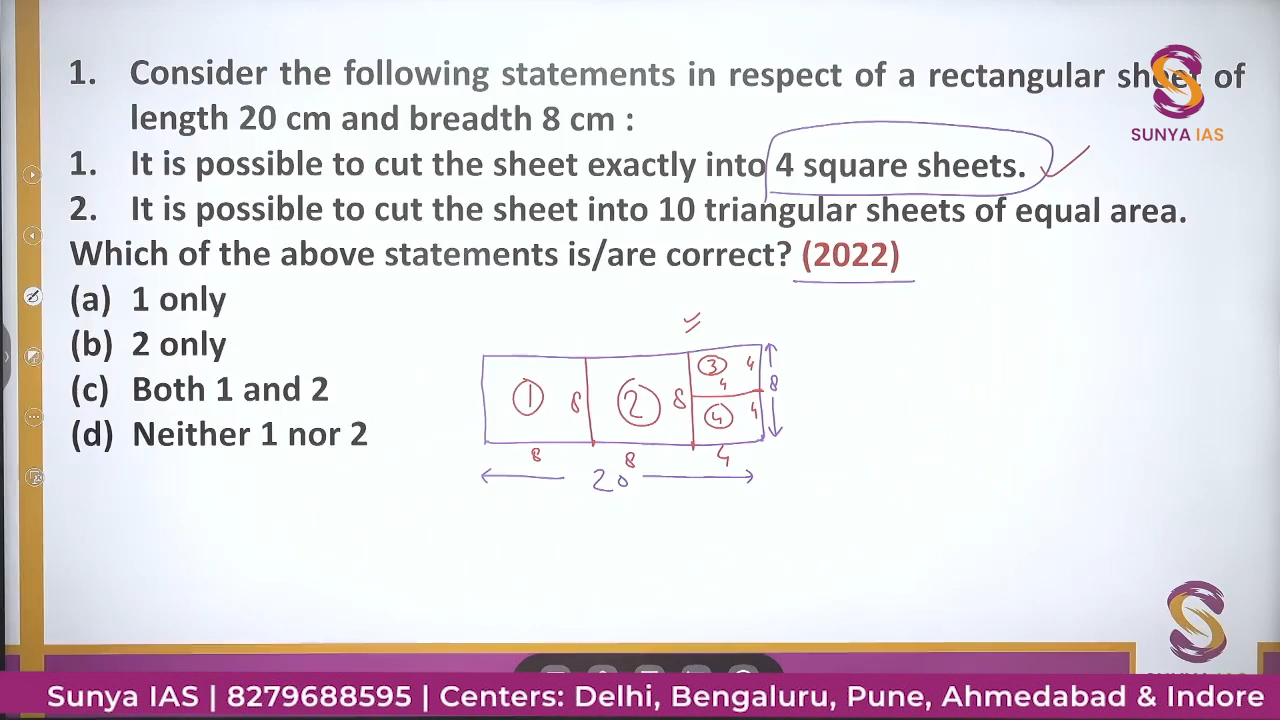 1. Consider the following statements in respect of a rectangular sheet of
length 20 cm and breadth 8 cm :
1. It is possible to cut the sheet exactly into 4 square sheets.
2. It is possible to cut the sheet into 10 triangular sheets of equal area.
Which of the above statements is/are correct? (2022)
(a) 1 only
(b) 2 only
(c) Both 1 and 2
(d) Neither 1 nor 2
SUNYA IAS
3 4
4
1 8 2 8 4 4
8
8 8 4
20
Sunya IAS | 8279688595 | Centers: Delhi, Bengaluru, Pune, Ahmedabad & Indore